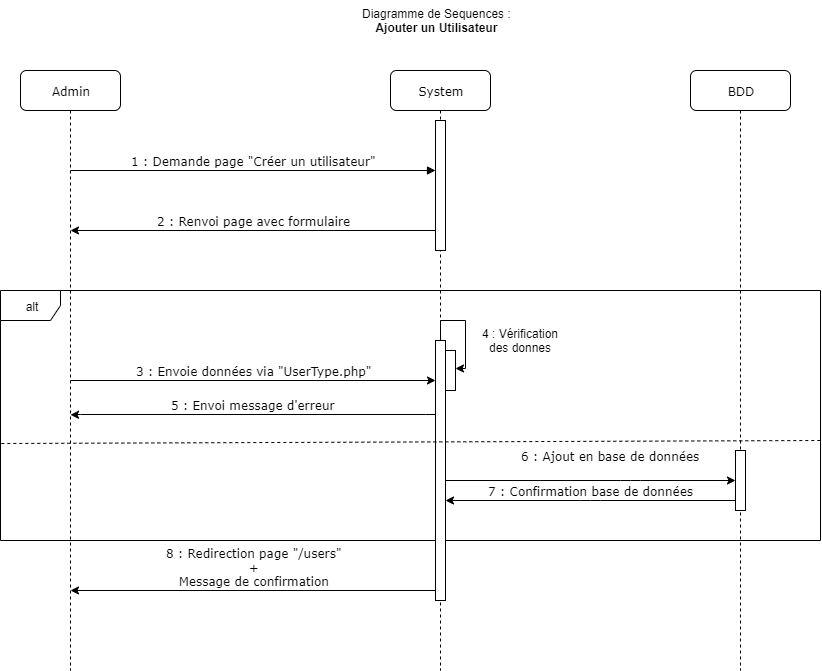 Diagramme de Sequences :
Ajouter un Utilisateur
Admin
System
BDD
1 : Demande page "Créer un utilisateur"
2 : Renvoi page avec formulaire
alt
4 : Vérification
des donnes
3 : Envoie données via "UserType.php"
5 : Envoi message d'erreur
6 : Ajout en base de données
7 : Confirmation base de données
8 : Redirection page "/users"
+
Message de confirmation